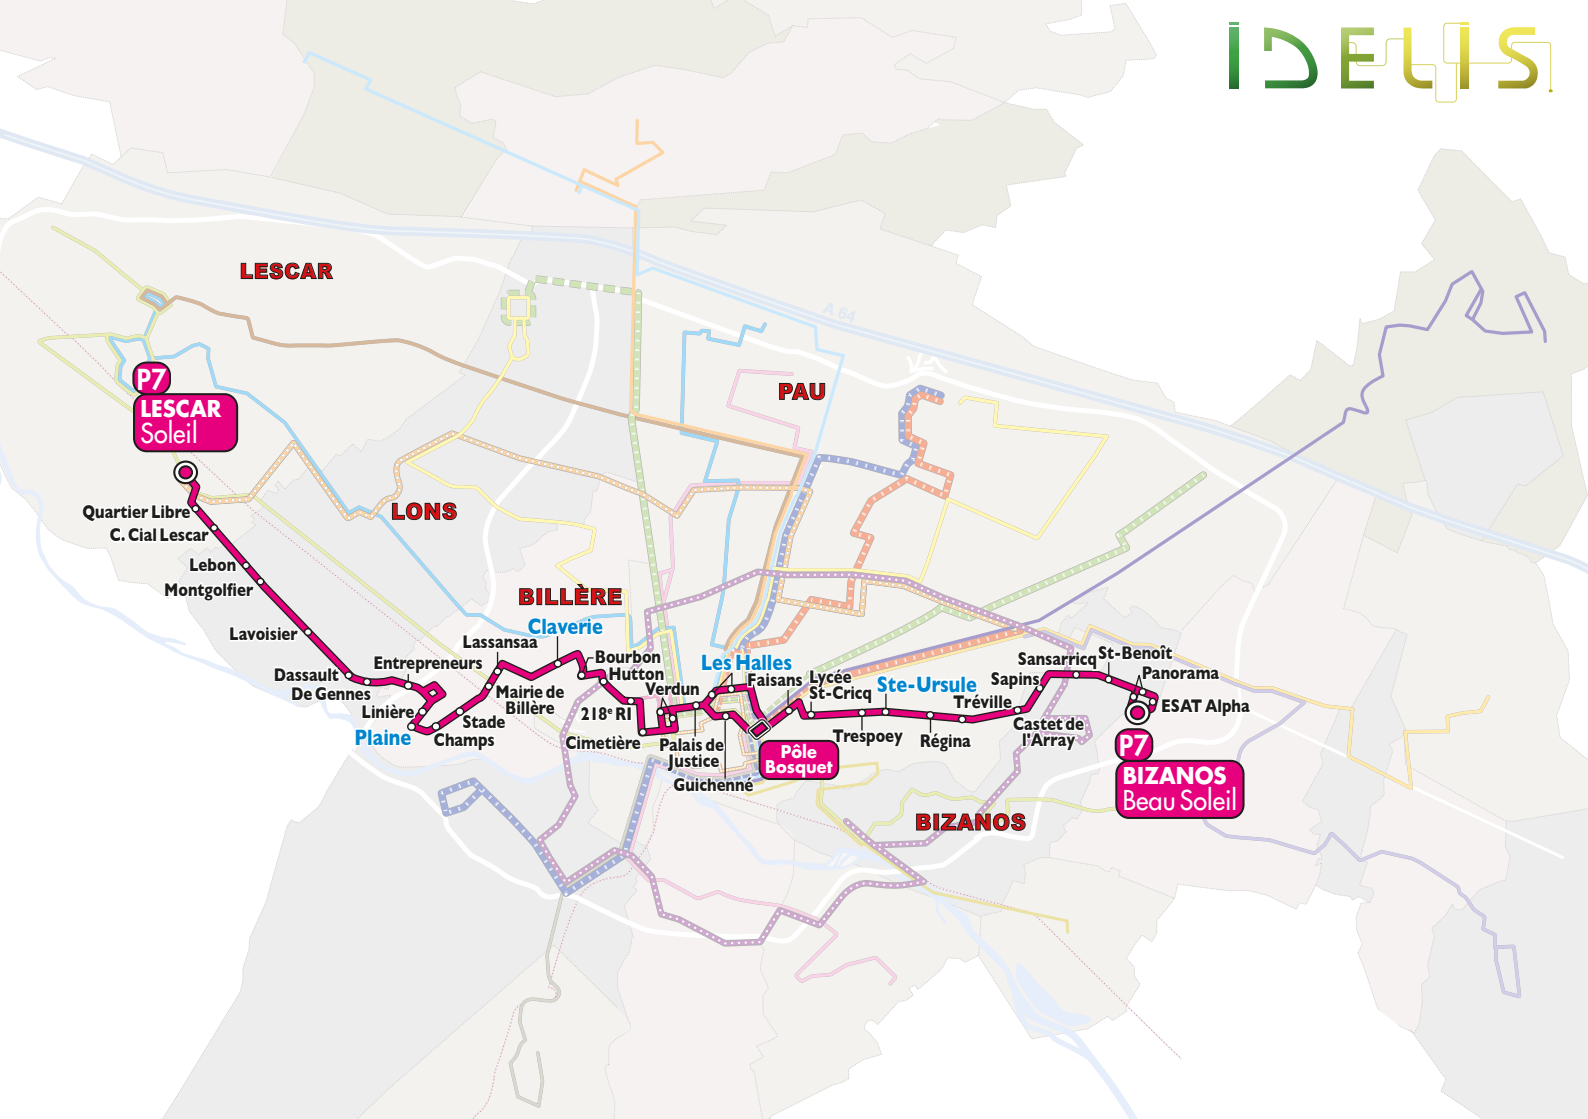 IDELIS
LESCAR
A 64
PAU
P7
LESCAR
Soleil
Quartier Libre
C. Cial Lescar
LONS
Lebon
Montgolfier
BILLÈRE
Claverie
Lavoisier
Lassansaa
Entrepreneurs
Dassault
De Gennes
Bourbon
Hutton
Les Halles
Verdun
Faisans
Lycée
St-Cricq
Ste-Ursule
Sansarricq
St-Benoît
Sapins
Panorama
Mairie de
Billère
Linière
Plaine
Stade
Champs
218e RI
Cimetière
Palais de
Justice
Guichenné
Pôle
Bosquet
Trespoey
Régina
Tréville
Castet de
l'Array
ESAT Alpha
P7
BIZANOS
Beau Soleil
BIZANOS